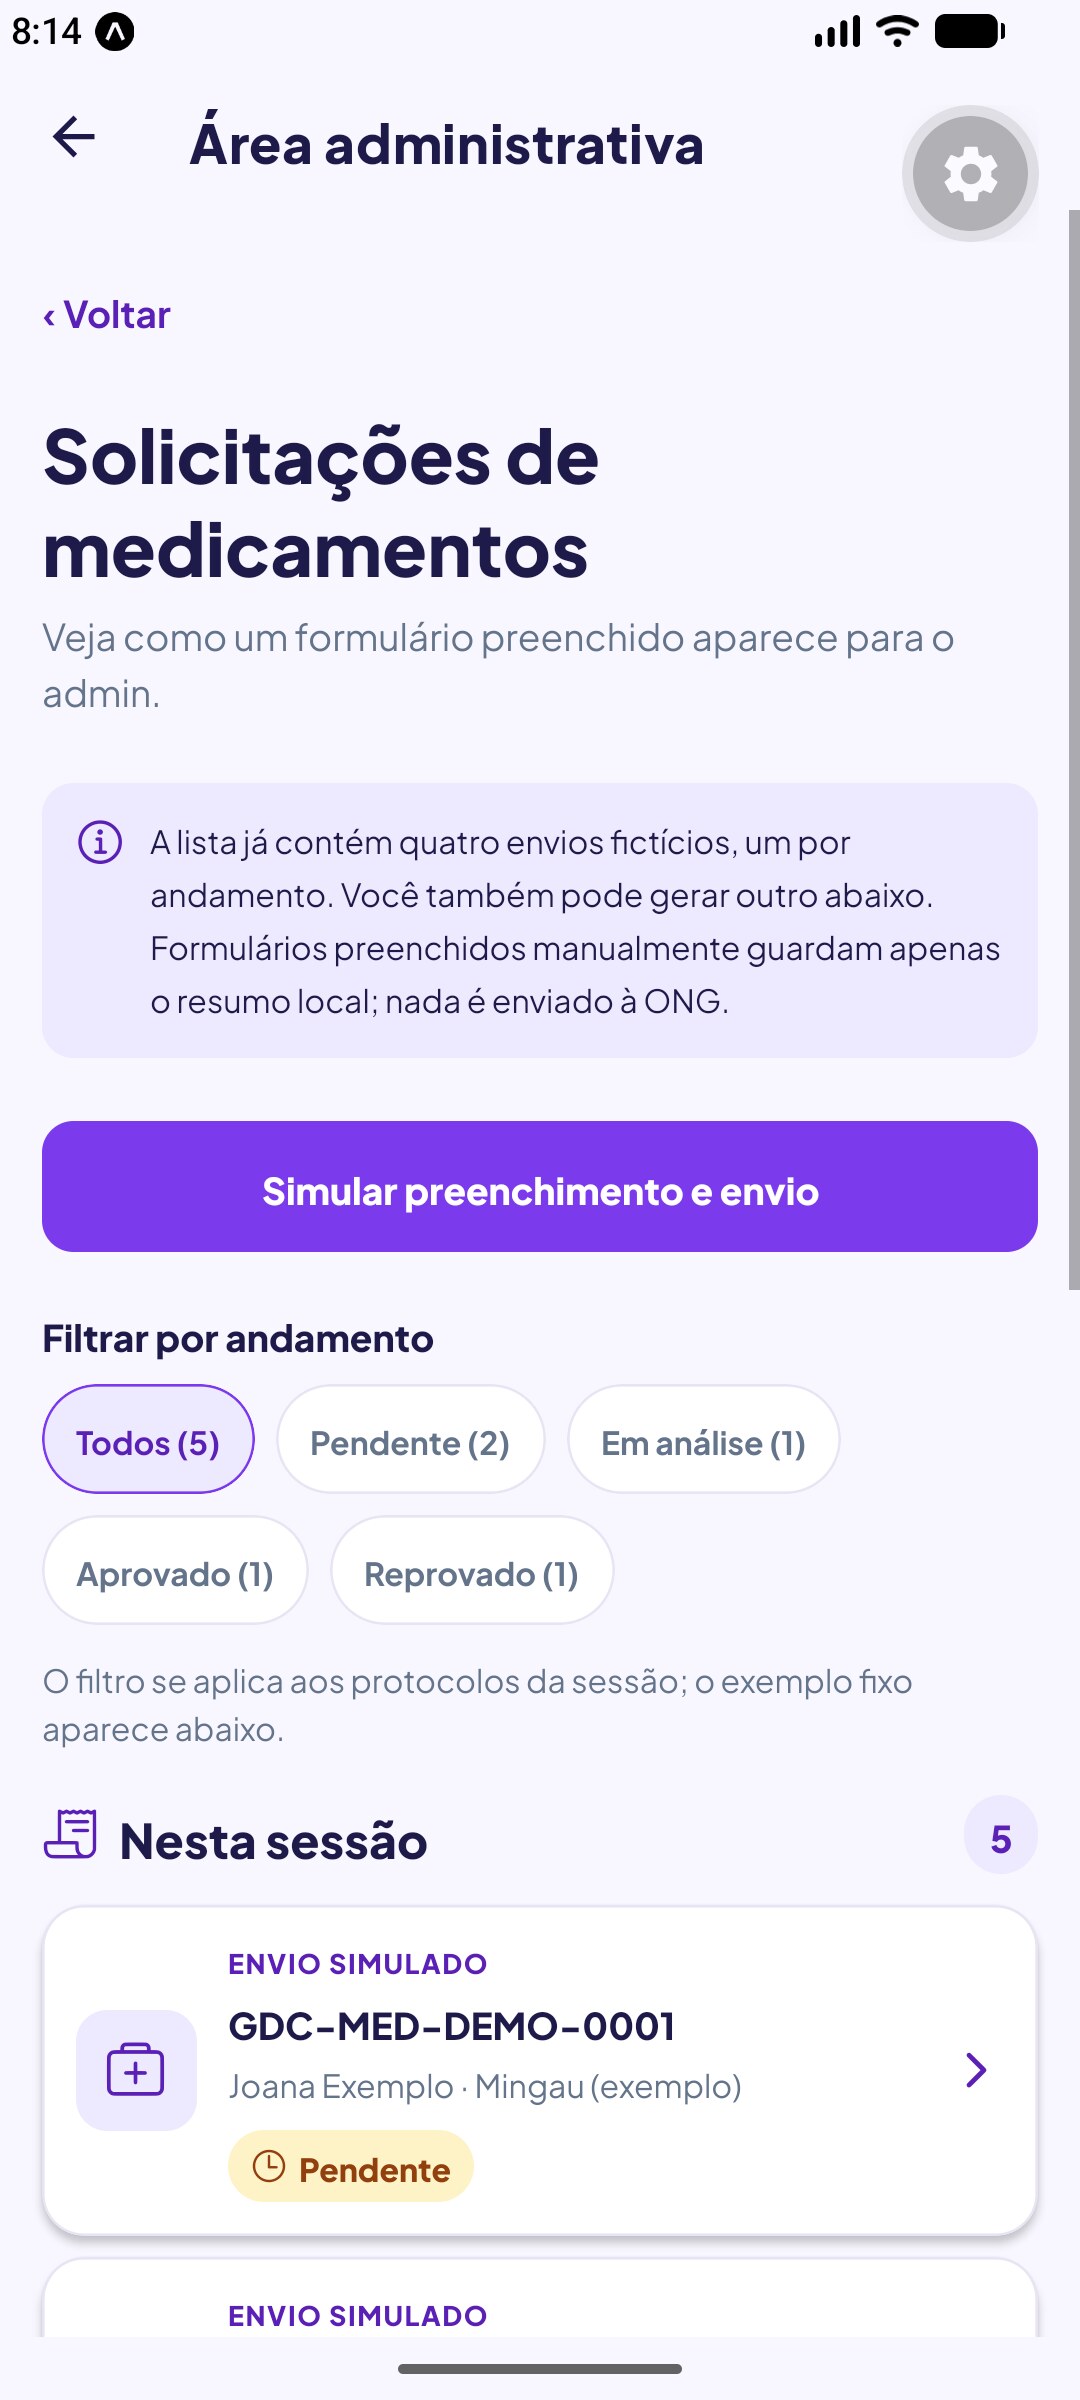 8:14
Área administrativa
‹ Voltar
Solicitações de
medicamentos
Veja como um formulário preenchido aparece para o
admin.
A lista já contém quatro envios fictícios, um por
andamento. Você também pode gerar outro abaixo.
Formulários preenchidos manualmente guardam apenas
o resumo local; nada é enviado à ONG.
Simular preenchimento e envio
Filtrar por andamento
Todos (5)
Pendente (2)
Em análise (1)
Aprovado (1)
Reprovado (1)
O filtro se aplica aos protocolos da sessão; o exemplo fixo
aparece abaixo.
Nesta sessão
5
ENVIO SIMULADO
GDC-MED-DEMO-0001
Joana Exemplo · Mingau (exemplo)
Pendente
ENVIO SIMULADO